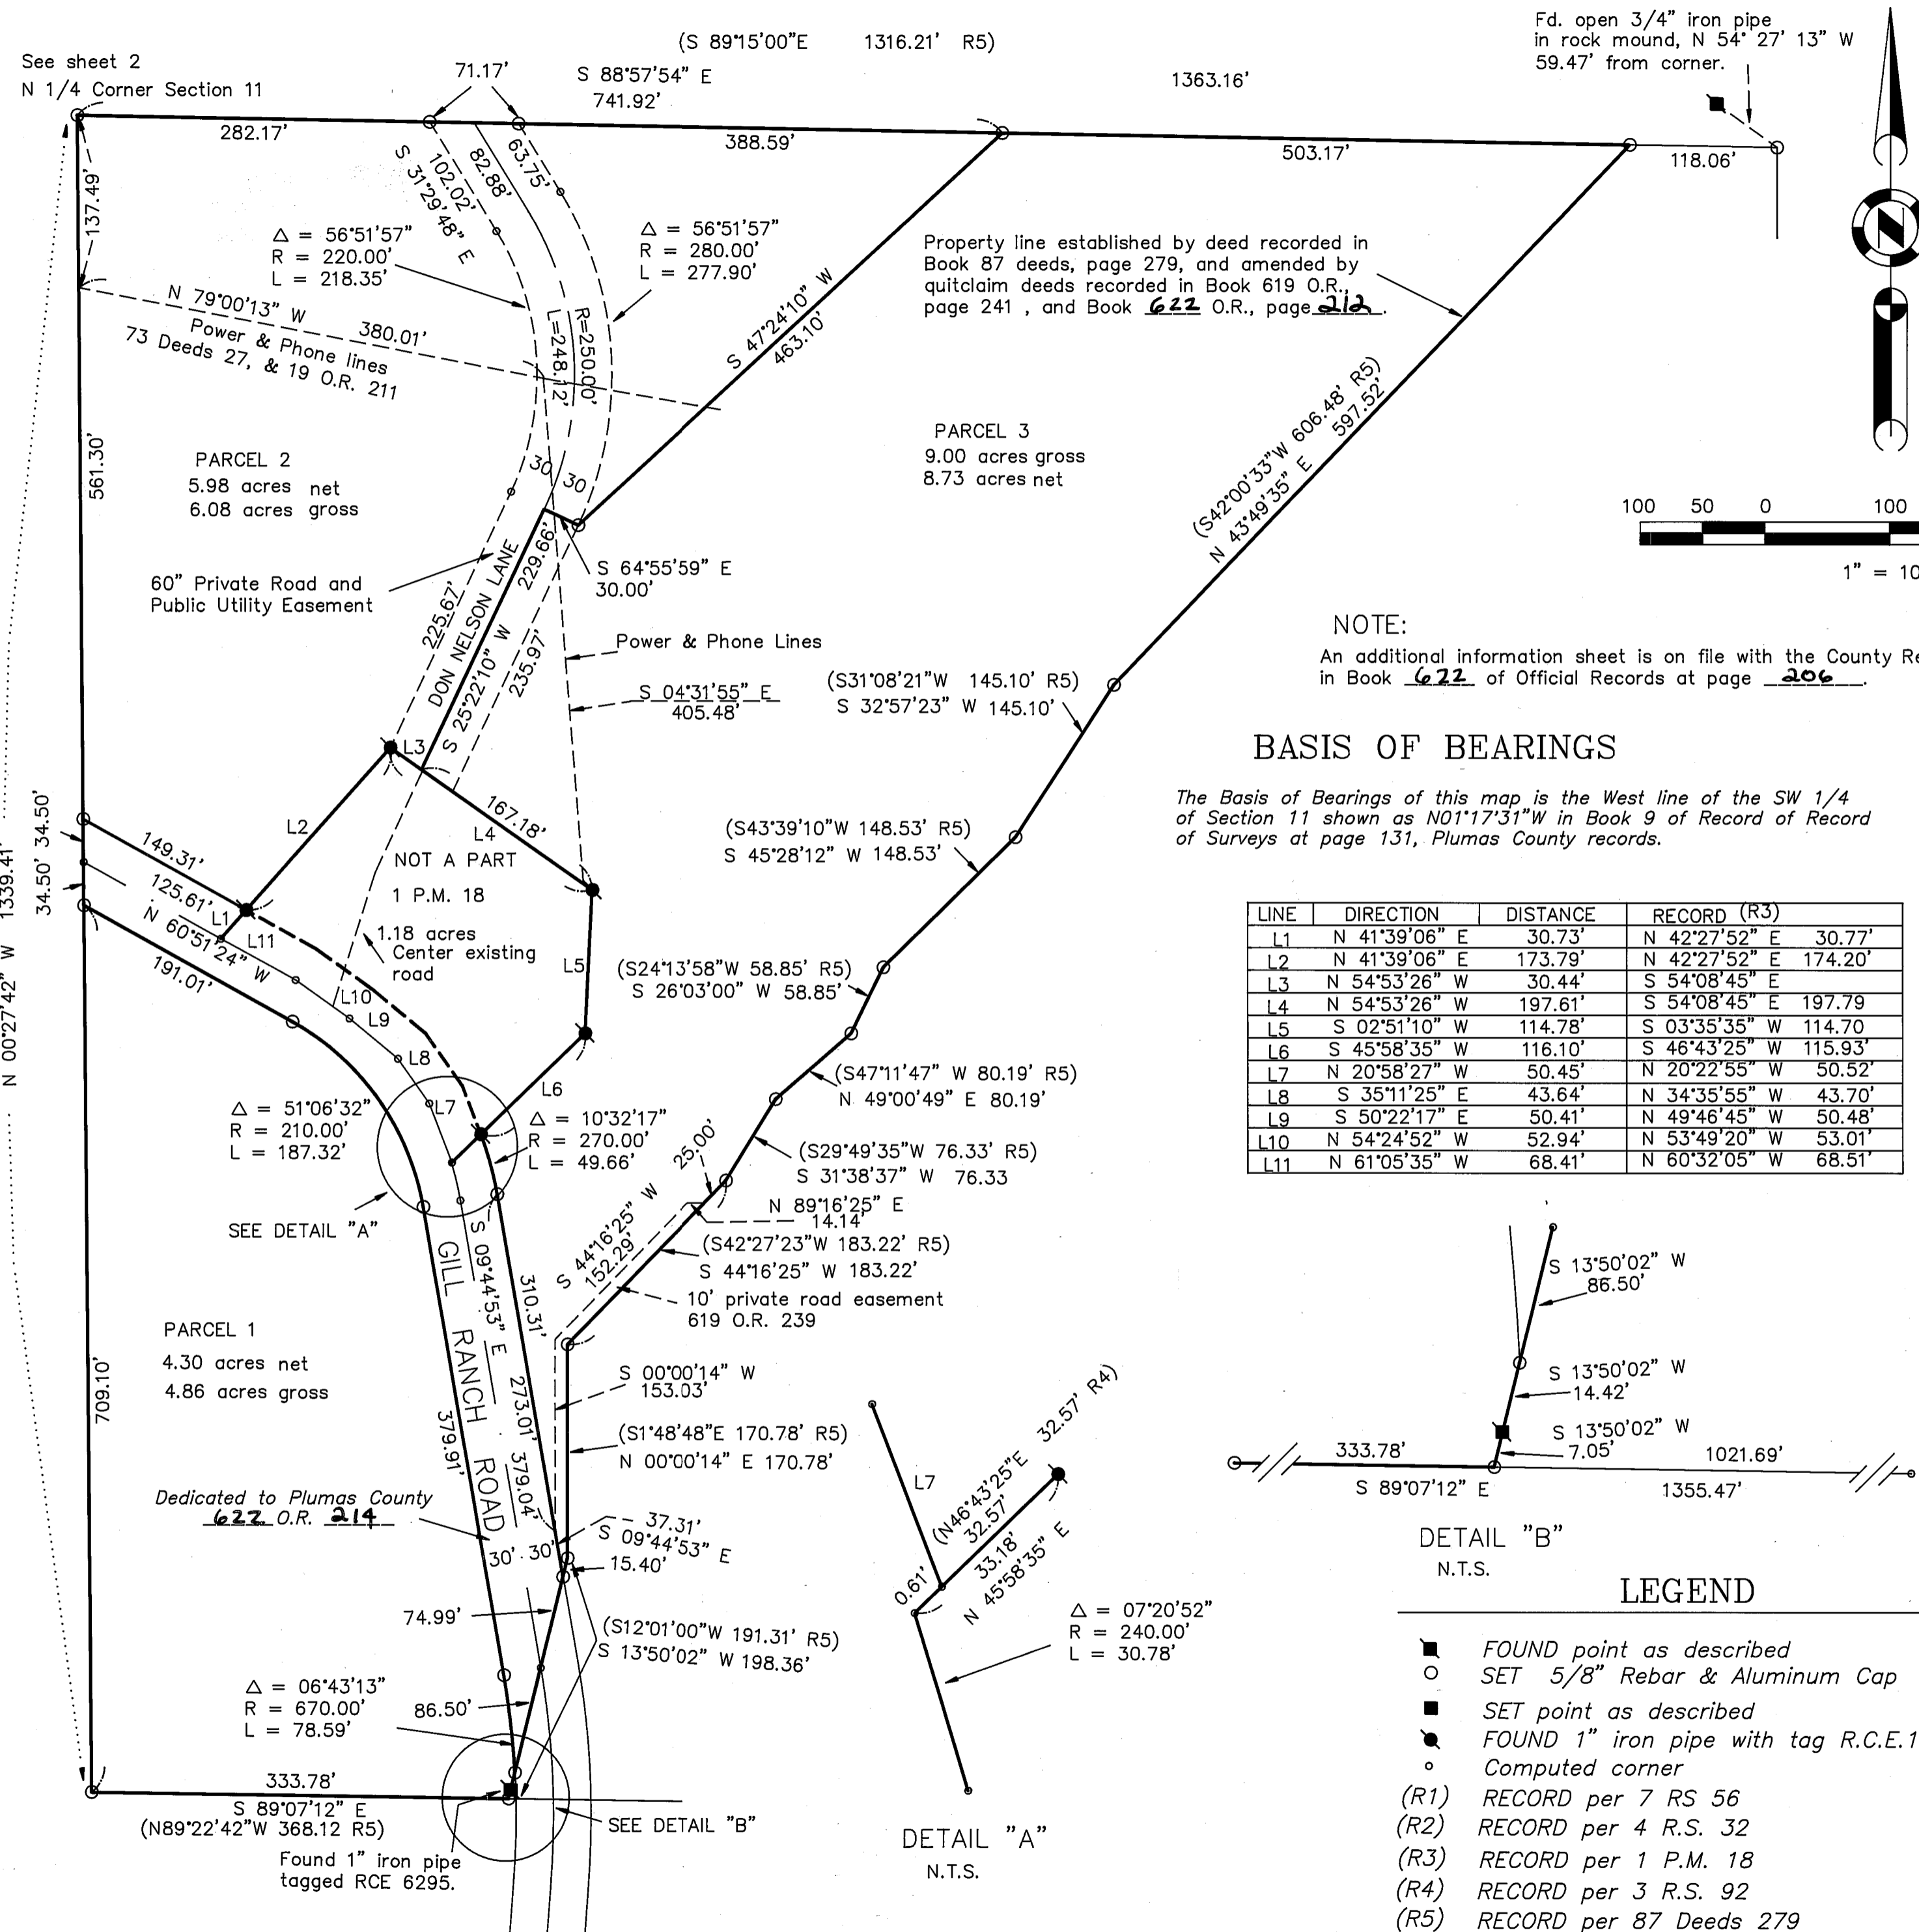 (S 89°15'00"E 1316.21' R5)
Fd. open 3/4" iron pipe
in rock mound, N 54° 27' 13" W
59.47' from corner.
See sheet 2
N 1/4 Corner Section 11
71.17'
S 88°57'54" E
741.92'
1363.16'
282.17'
388.59'
503.17'
118.06'
137.49'
102.02'
S 31°29'48" E
82.88'
63.75'
Δ = 56°51'57"
R = 220.00'
L = 218.35'
Δ = 56°51'57"
R = 280.00'
L = 277.90'
N 79°00'13" W 380.01'
Power & Phone lines
73 Deeds 27, & 19 O.R. 211
R=250.00'
L=248.12'
S 47°24'10" W
463.10'
Property line established by deed recorded in
Book 87 deeds, page 279, and amended by
quitclaim deeds recorded in Book 619 O.R.,
page 241 , and Book 622 O.R., page 212.
N
(S42°00'33"W 606.48' R5)
597.52'
N 43°49'35" E
561.30'
PARCEL 2
5.98 acres net
6.08 acres gross
PARCEL 3
9.00 acres gross
8.73 acres net
30 30
100 50 0 100
1" = 10
60" Private Road and
Public Utility Easement
225.67'
DON NELSON LANE
229.66'
S 25°22'10" W
235.97'
S 64°55'59" E
30.00'
Power & Phone Lines
S 04°31'55" E
405.48'
NOTE:
An additional information sheet is on file with the County Re
in Book 622 of Official Records at page 206.
(S31°08'21"W 145.10' R5)
S 32°57'23" W 145.10'
BASIS OF BEARINGS
The Basis of Bearings of this map is the West line of the SW 1/4
of Section 11 shown as N01°17'31"W in Book 9 of Record of Record
of Surveys at page 131, Plumas County records.
L3
L2
167.18'
L4
(S43°39'10"W 148.53' R5)
S 45°28'12" W 148.53'
34.50' 34.50'
N 00°27'42" W 1339.41'
149.31'
125.61'
N 60°51'24" W
191.01'
L1
L11
L10
L9
L8
L7
NOT A PART
1 P.M. 18
1.18 acres
Center existing
road
L5
L6
(S24°13'58"W 58.85' R5)
S 26°03'00" W 58.85'
LINE DIRECTION DISTANCE RECORD (R3)
L1 N 41°39'06" E 30.73' N 42°27'52" E 30.77'
L2 N 41°39'06" E 173.79' N 42°27'52" E 174.20'
L3 N 54°53'26" W 30.44' S 54°08'45" E
L4 N 54°53'26" W 197.61' S 54°08'45" E 197.79
L5 S 02°51'10" W 114.78' S 03°35'35" W 114.70
L6 S 45°58'35" W 116.10' S 46°43'25" W 115.93'
L7 N 20°58'27" W 50.45' N 20°22'55" W 50.52'
L8 S 35°11'25" E 43.64' N 34°35'55" W 43.70'
L9 S 50°22'17" E 50.41' N 49°46'45" W 50.48'
L10 N 54°24'52" W 52.94' N 53°49'20" W 53.01'
L11 N 61°05'35" W 68.41' N 60°32'05" W 68.51'
(S47°11'47" W 80.19' R5)
N 49°00'49" E 80.19'
Δ = 51°06'32"
R = 210.00'
L = 187.32'
Δ = 10°32'17"
R = 270.00'
L = 49.66'
SEE DETAIL "A"
(S29°49'35"W 76.33' R5)
S 31°38'37" W 76.33
25.00'
N 89°16'25" E
14.14'
S 44°16'25" W
152.29'
(S42°27'23"W 183.22' R5)
S 44°16'25" W 183.22'
10' private road easement
619 O.R. 239
GILL RANCH ROAD
S 09°44'53" E 273.01' 379.04'
310.31'
379.91'
PARCEL 1
4.30 acres net
4.86 acres gross
709.10'
S 00°00'14" W
153.03'
(S1°48'48"E 170.78' R5)
N 00°00'14" E 170.78'
Dedicated to Plumas County
622 O.R. 214
30' 30'
37.31'
S 09°44'53" E
15.40'
74.99'
(S12°01'00"W 191.31' R5)
S 13°50'02" W 198.36'
Δ = 06°43'13"
R = 670.00'
L = 78.59'
86.50'
333.78'
S 89°07'12" E
(N89°22'42"W 368.12 R5)
Found 1" iron pipe
tagged RCE 6295.
SEE DETAIL "B"
L7
(N46°43'25"E 32.57' R4)
32.57'
33.18'
N 45°58'35" E
0.61'
Δ = 07°20'52"
R = 240.00'
L = 30.78'
DETAIL "A"
N.T.S.
S 13°50'02" W
86.50'
S 13°50'02" W
14.42'
S 13°50'02" W
7.05'
333.78'
1021.69'
S 89°07'12" E
1355.47'
DETAIL "B"
N.T.S.
LEGEND
FOUND point as described
SET 5/8" Rebar & Aluminum Cap
SET point as described
FOUND 1" iron pipe with tag R.C.E.1
Computed corner
(R1) RECORD per 7 RS 56
(R2) RECORD per 4 R.S. 32
(R3) RECORD per 1 P.M. 18
(R4) RECORD per 3 R.S. 92
(R5) RECORD per 87 Deeds 279